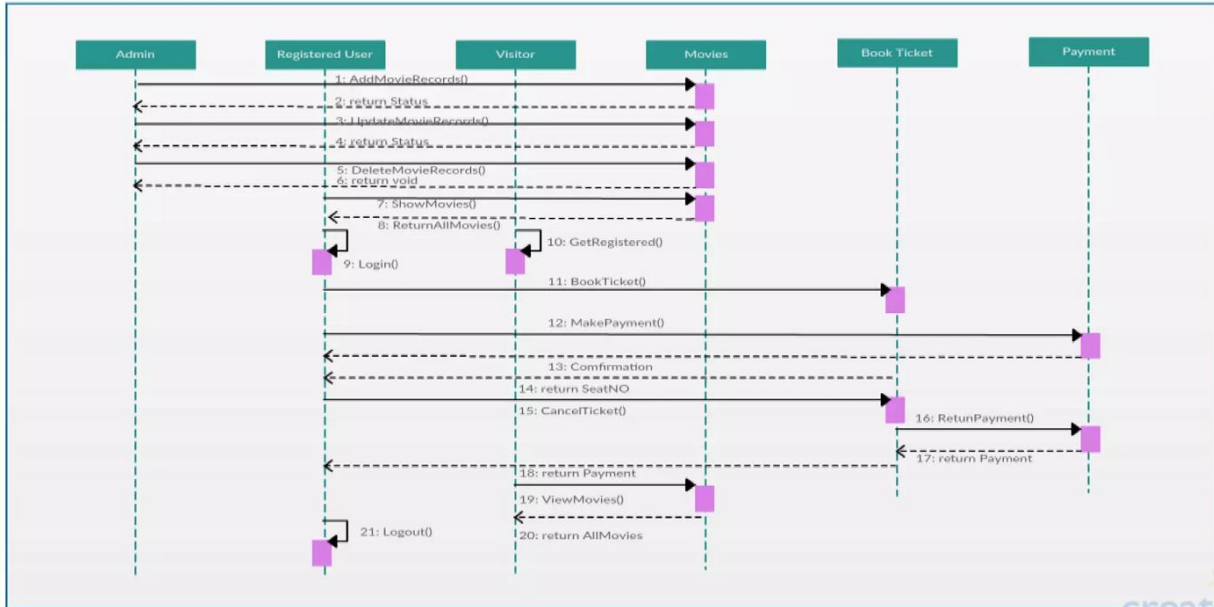 Admin
Registered User
Visitor
Movies
Book Ticket
Payment
1: AddMovieRecords()
2: return Status
3: UpdateMovieRecords()
4: return Status
5: DeleteMovieRecords()
6: return void
7: ShowMovies()
8: ReturnAllMovies()
10: GetRegistered()
9: Login()
11: BookTicket()
12: MakePayment()
13: Comfirmation
14: return SeatNO
15: CancelTicket()
16: RetunPayment()
17: return Payment
18: return Payment
19: ViewMovies()
21: Logout()
20: return AllMovies